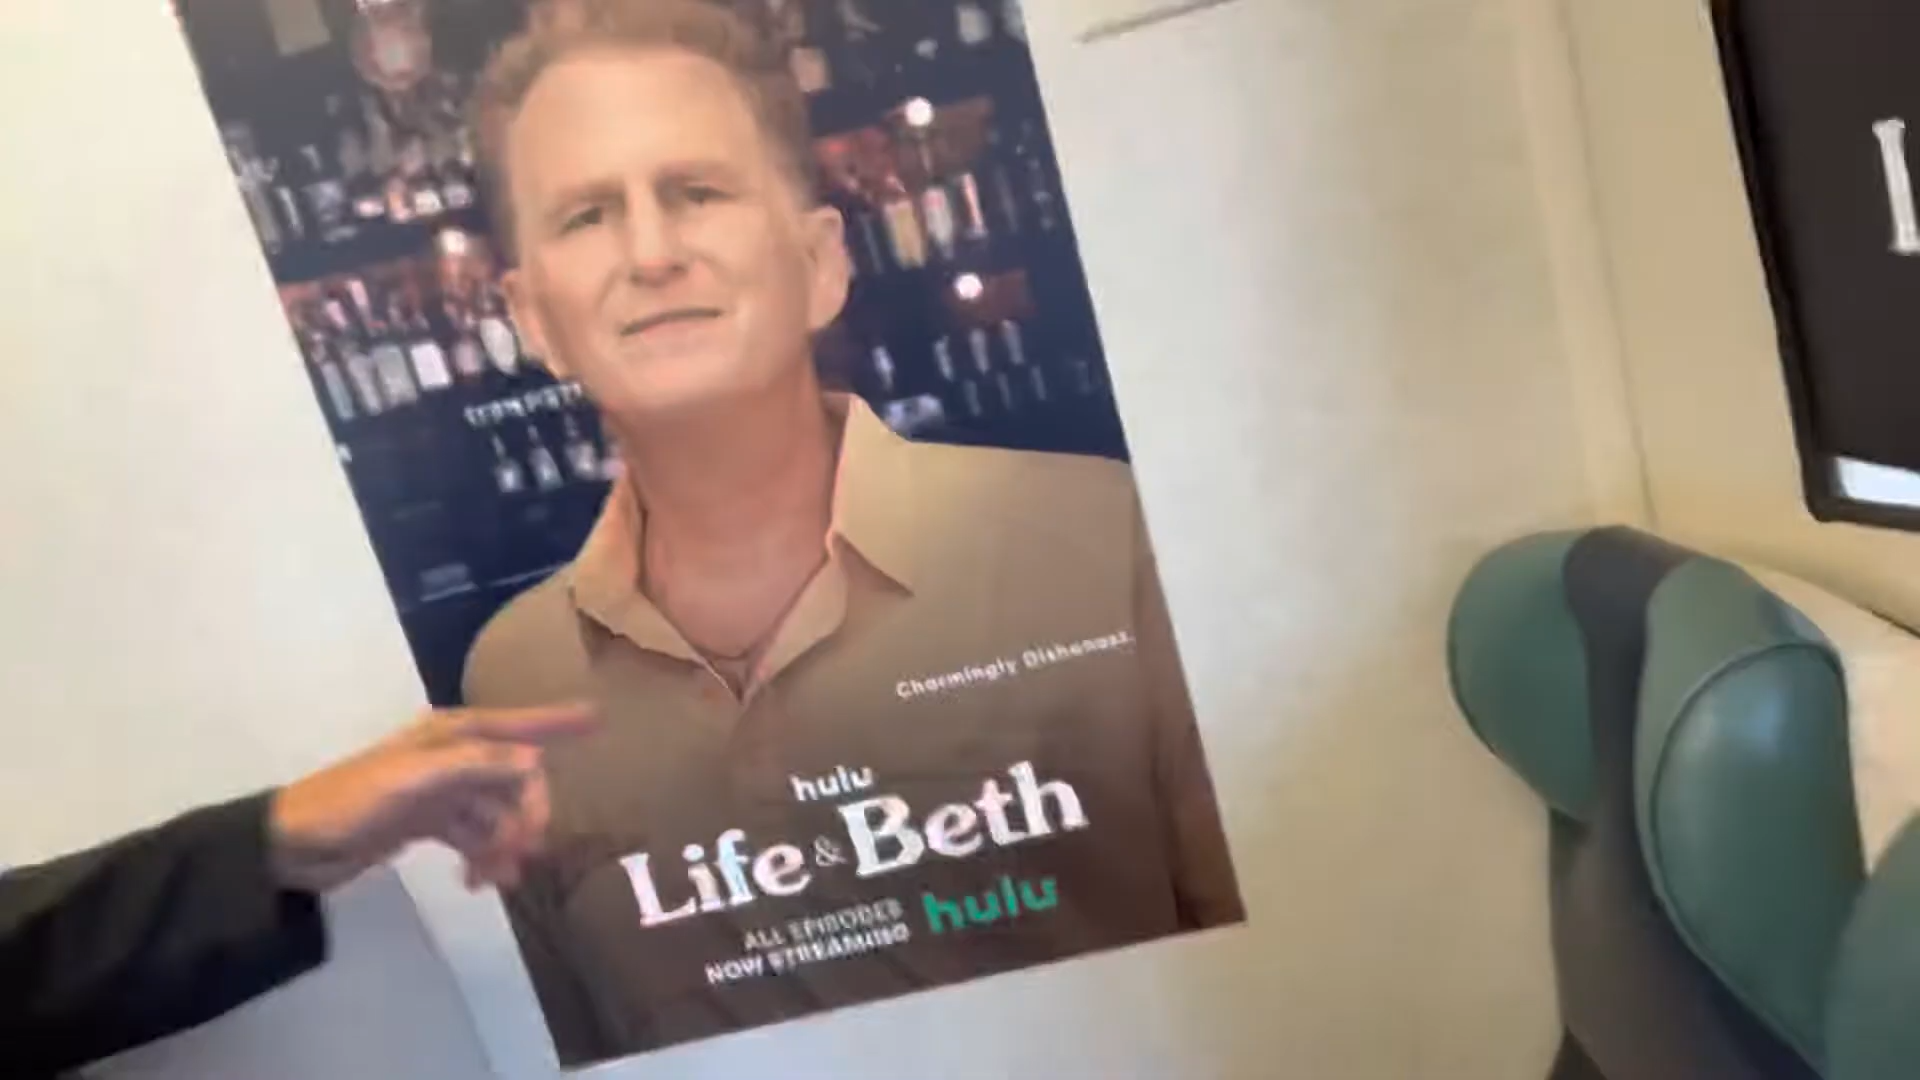 Charmingly Dishonest.
hulu
Life & Beth
ALL EPISODES
NOW STREAMING
hulu